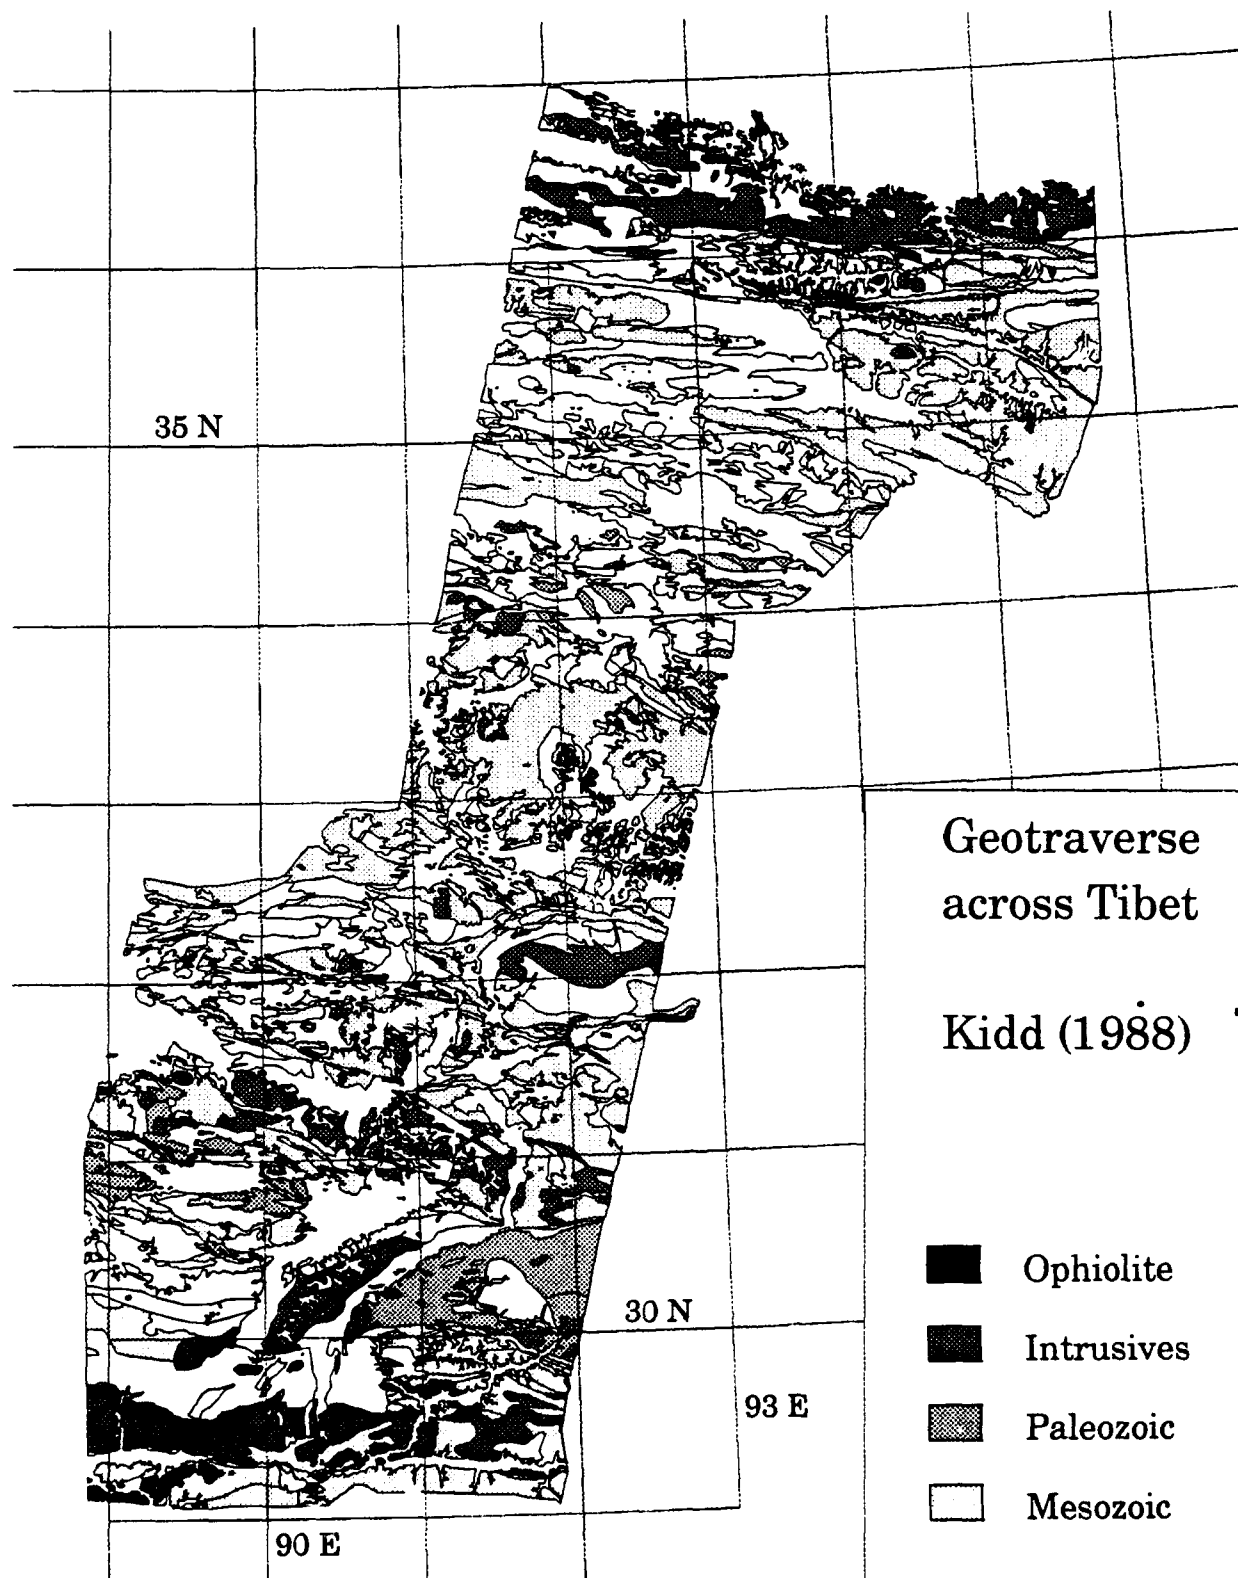 35 N
Geotraverse
across Tibet
Kidd (1988)
30 N
93 E
90 E
Ophiolite
Intrusives
Paleozoic
Mesozoic